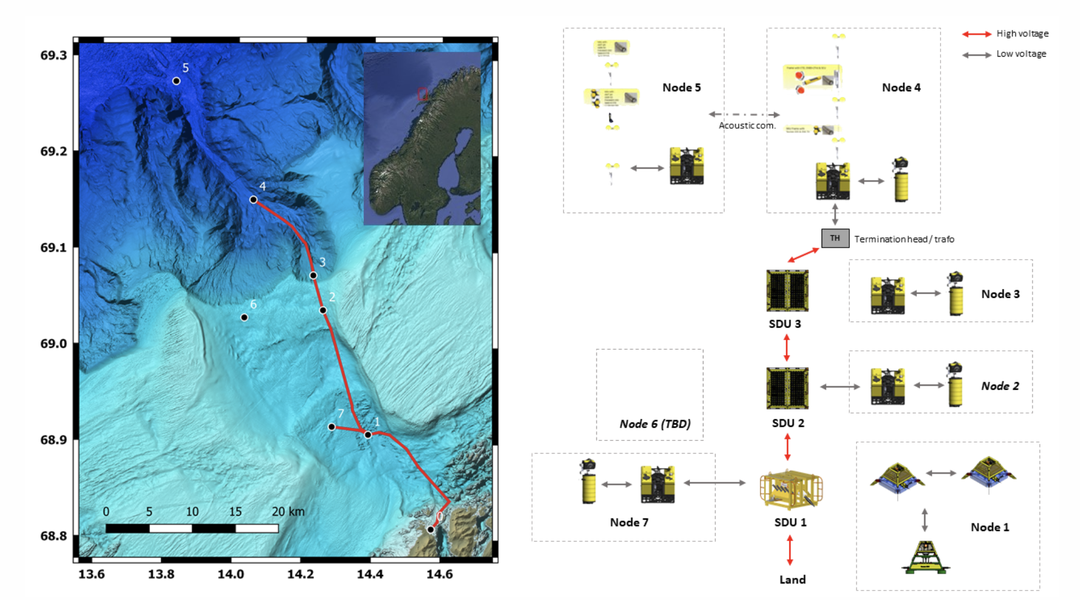 69.3
69.2
69.1
69.0
68.9
68.8
13.6
13.8
14.0
14.2
14.4
14.6
5
4
3
2
6
7
1
0
0
5
10
15
20 km
High voltage
Low voltage
Node 5
Node 4
Acoustic com.
TH
Termination head / trafo
SDU 3
Node 3
SDU 2
Node 2
Node 6 (TBD)
SDU 1
Node 7
Node 1
Land